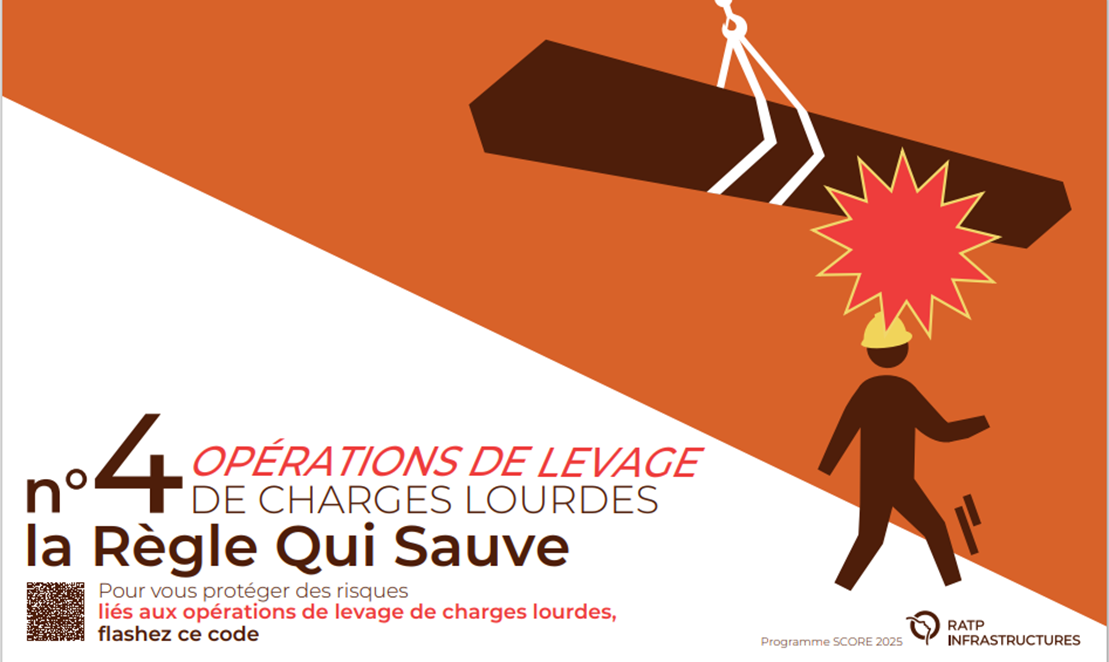 n°4 OPÉRATIONS DE LEVAGE
DE CHARGES LOURDES
la Règle Qui Sauve
Pour vous protéger des risques
liés aux opérations de levage de charges lourdes,
flashez ce code
Programme SCORE 2025
RATP
INFRASTRUCTURES